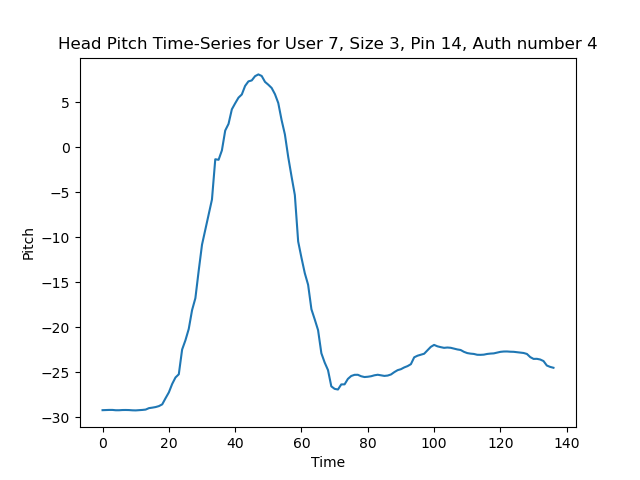 Head Pitch Time-Series for User 7, Size 3, Pin 14, Auth number 4
5
0
−5
−10
−15
−20
−25
−30
Pitch
0 20 40 60 80 100 120 140
Time